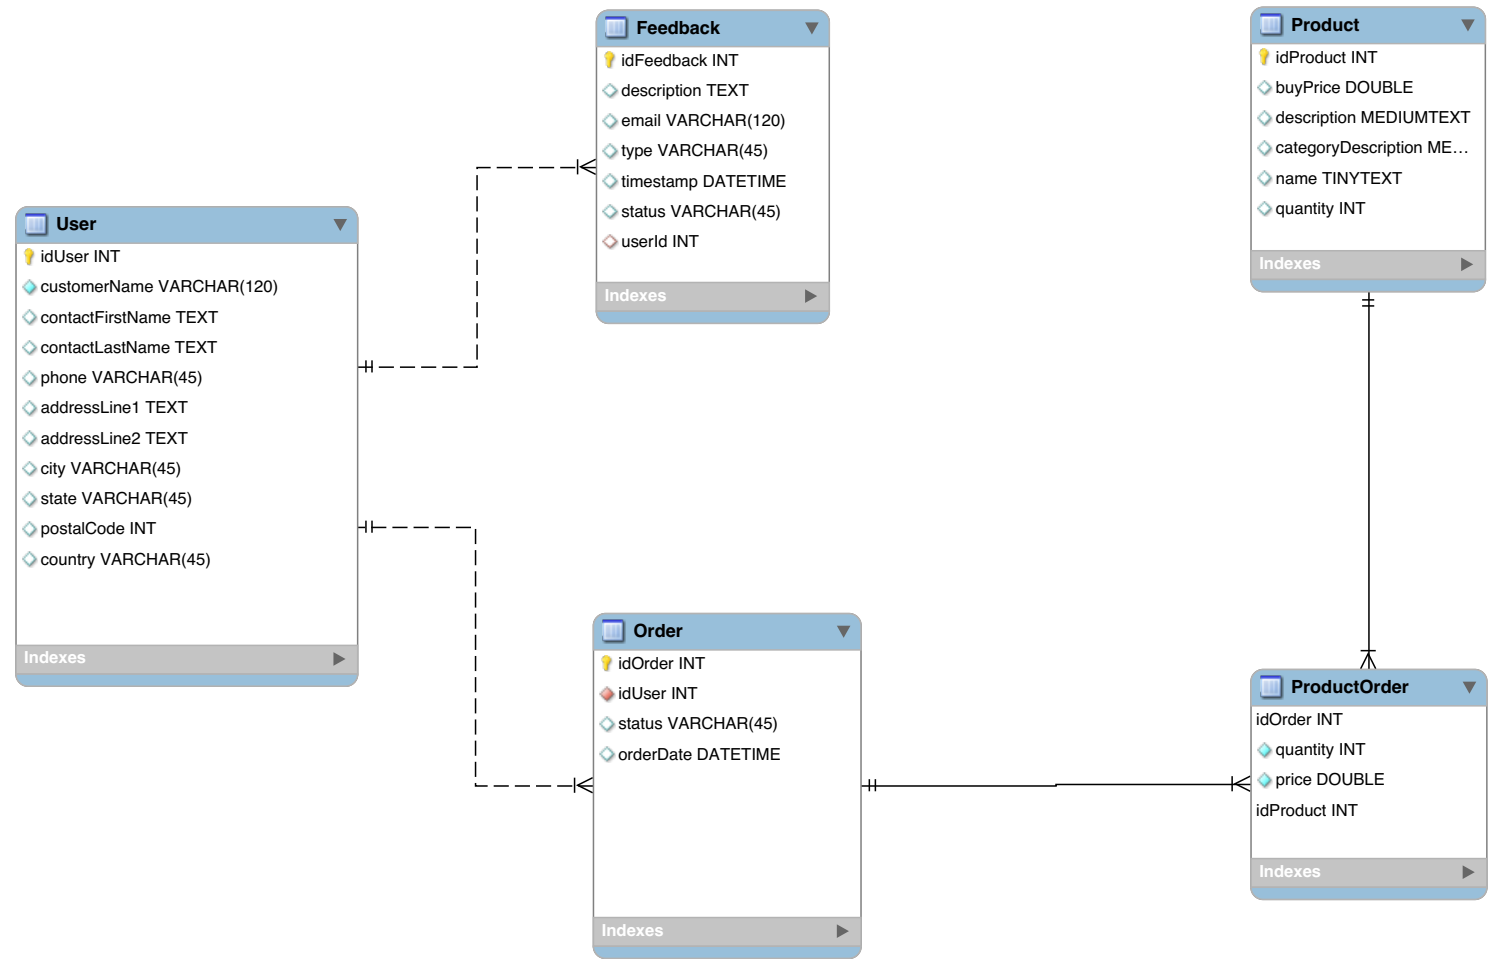 Feedback
idFeedback INT
description TEXT
email VARCHAR(120)
type VARCHAR(45)
timestamp DATETIME
status VARCHAR(45)
userId INT
Indexes
Product
idProduct INT
buyPrice DOUBLE
description MEDIUMTEXT
categoryDescription ME...
name TINYTEXT
quantity INT
Indexes
User
idUser INT
customerName VARCHAR(120)
contactFirstName TEXT
contactLastName TEXT
phone VARCHAR(45)
addressLine1 TEXT
addressLine2 TEXT
city VARCHAR(45)
state VARCHAR(45)
postalCode INT
country VARCHAR(45)
Indexes
Order
idOrder INT
idUser INT
status VARCHAR(45)
orderDate DATETIME
Indexes
ProductOrder
idOrder INT
quantity INT
price DOUBLE
idProduct INT
Indexes